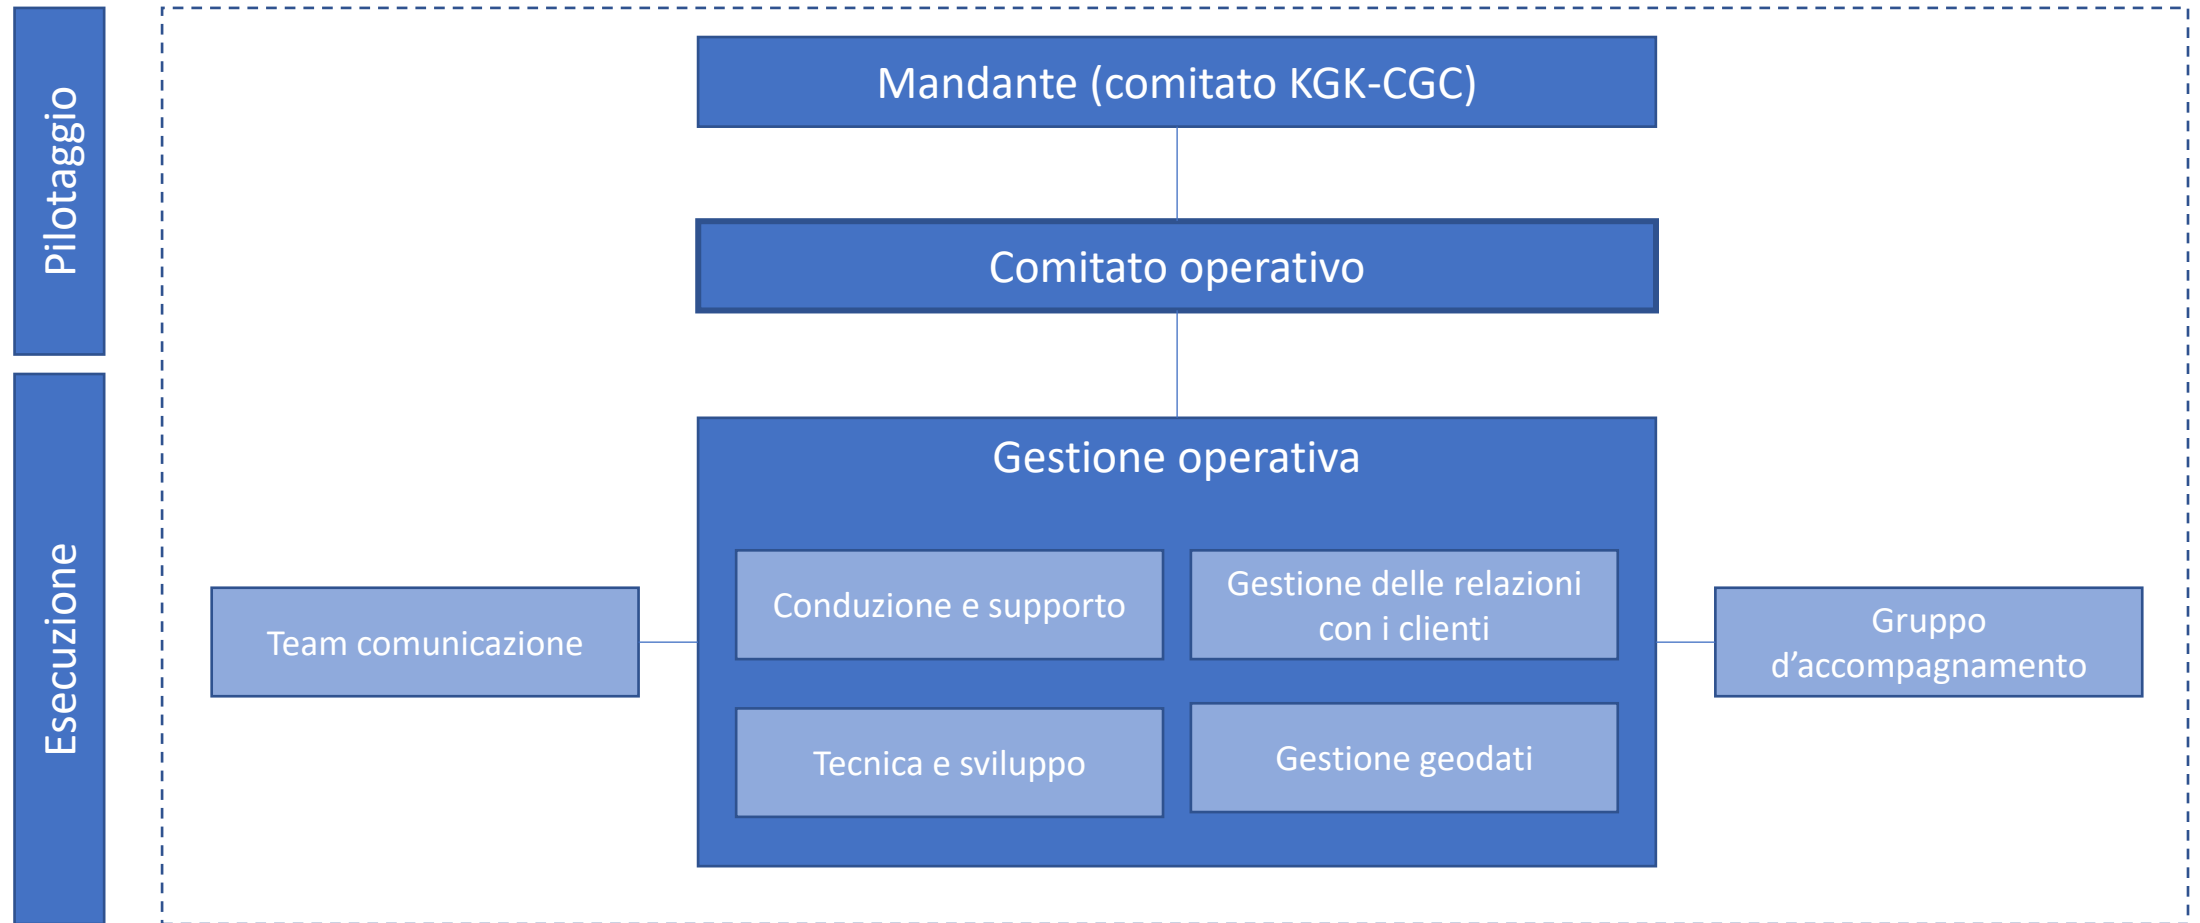 Pilotaggio
Mandante (comitato KGK-CGC)
Comitato operativo
Esecuzione
Gestione operativa
Conduzione e supporto
Gestione delle relazioni
con i clienti
Tecnica e sviluppo
Gestione geodati
Team comunicazione
Gruppo
d’accompagnamento